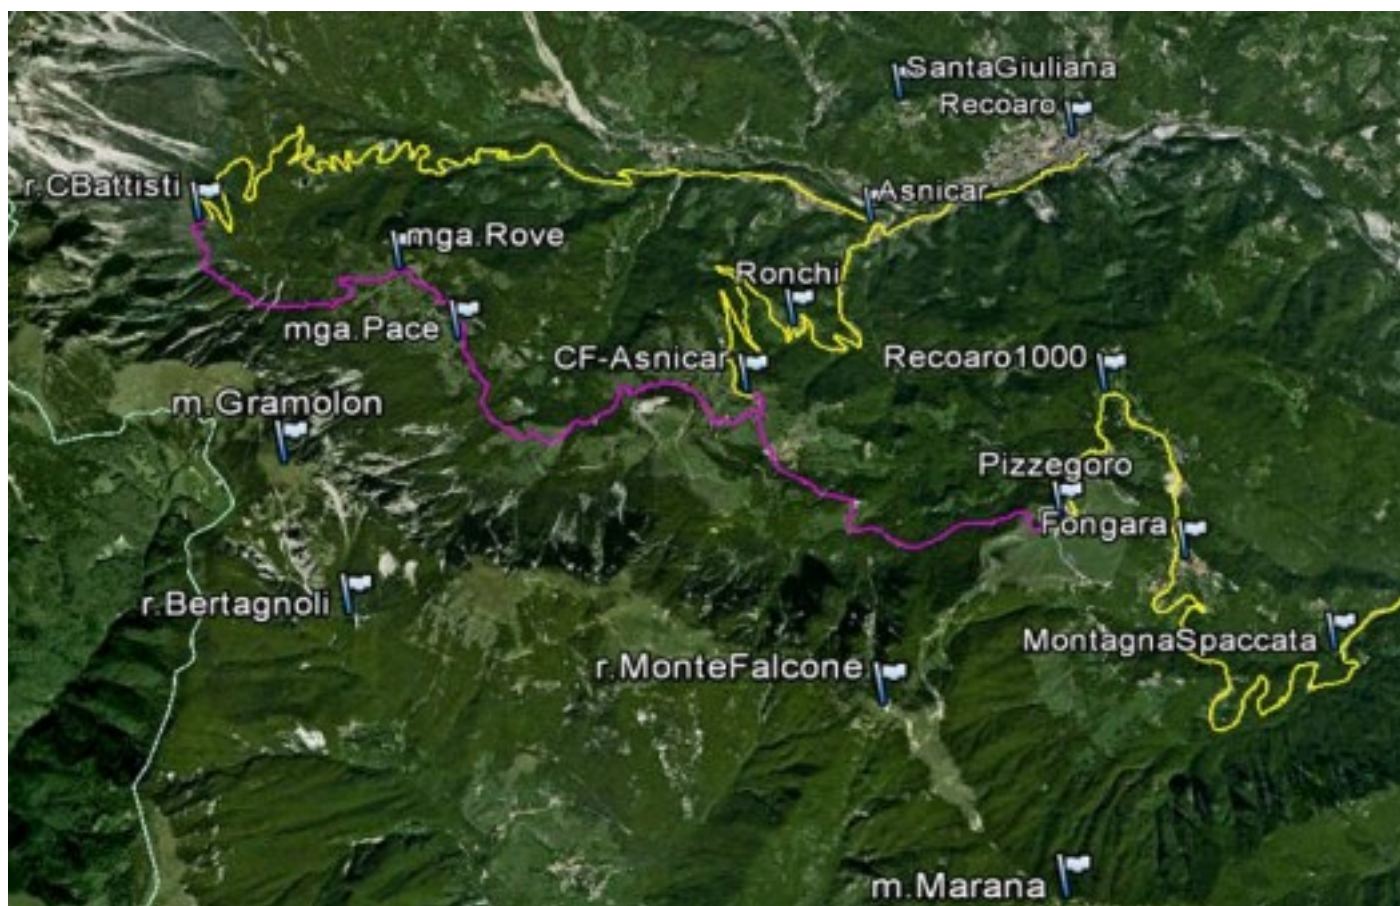 SantaGiuliana
Recoaro
r.CBattisti
Asnicar
mga.Rove
Ronchi
mga.Pace
CF-Asnicar
Recoaro1000
m.Gramolon
Pizzegoro
Fongara
r.Bertagnoli
MontagnaSpaccata
r.MonteFalcone
m.Marana